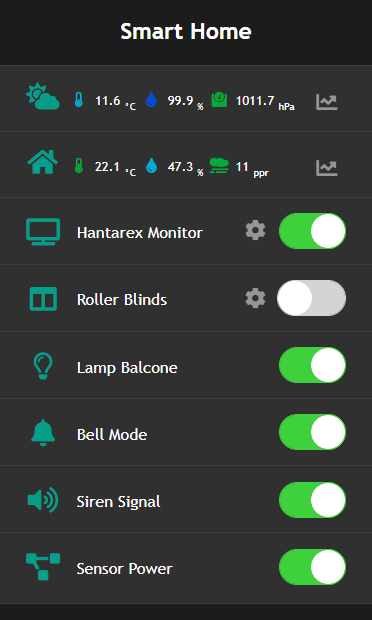 Smart Home
11.6 °C 99.9 % 1011.7 hPa
22.1 °C 47.3 % 11 ppr
Hantarex Monitor
Roller Blinds
Lamp Balcone
Bell Mode
Siren Signal
Sensor Power